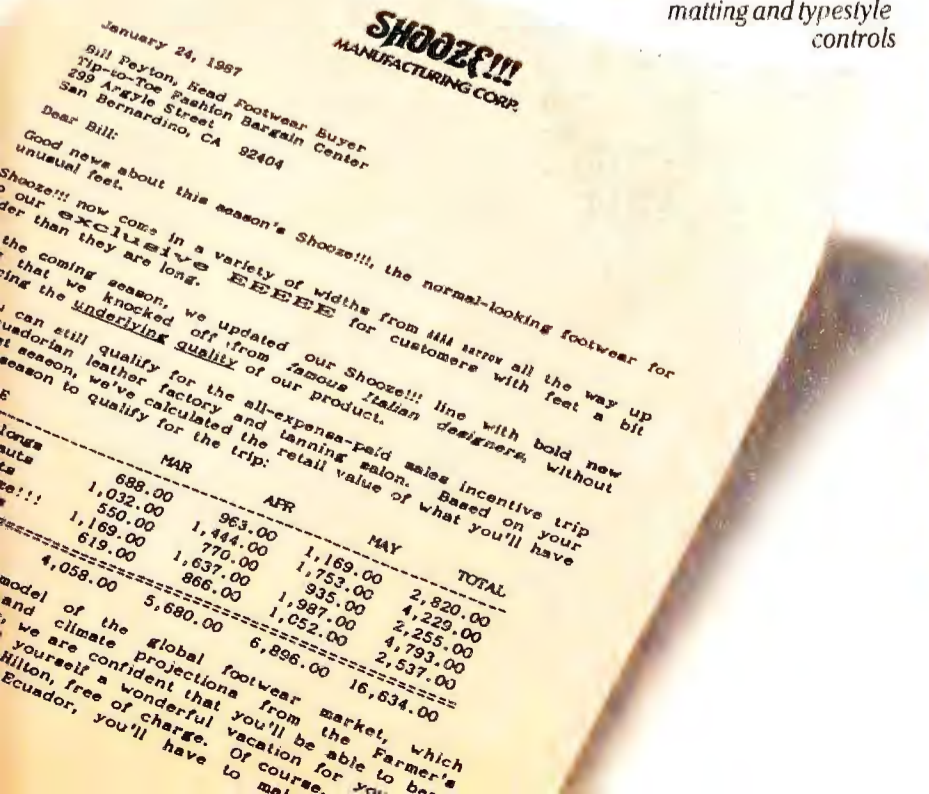 matting and typestyle
controls
SHOOZE!!!
MANUFACTURING CORP.
January 24, 1987
Bill Peyton, Head Footwear Buyer
Tip-to-Toe Fashion Bargain Center
299 Argyle Street
San Bernardino, CA 92404
Dear Bill:
Good news about this season's Shooze!!!, the normal-looking footwear for
unusual feet.
Shooze!!! now come in a variety of widths from AAAA narrow all the way up
our exclusive EEEEE for customers with feet a bit
der than they are long.
the coming season, we updated our Shooze!!! line with bold new
that we knocked off from famous Italian designers, without
cing the underlying quality of our product.
can still qualify for the all-expense-paid sales incentive trip
uadorian leather factory and tanning salon. Based on your
season, we've calculated the retail value of what you'll have
season to qualify for the trip:
E MAR APR MAY TOTAL
longs 688.00 963.00 1,169.00 2,820.00
auts 1,032.00 1,444.00 1,753.00 4,229.00
ts 550.00 770.00 935.00 2,255.00
ze!!! 1,169.00 1,637.00 1,987.00 4,793.00
s 619.00 866.00 1,052.00 2,537.00
4,058.00 5,680.00 6,896.00 16,634.00
model of the global footwear market, which
and climate projections from the Farmer's
we are confident that you'll be able to
yourself a wonderful vacation for
Hilton, free of charge. Of course,
Ecuador, you'll have to